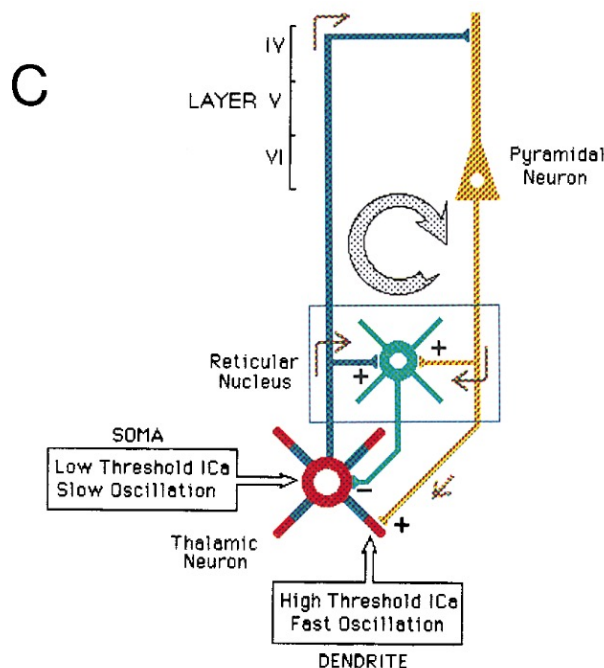 C
IV
LAYER V
VI
Pyramidal
Neuron
Reticular
Nucleus
+
+
SOMA
Low Threshold ICa
Slow Oscillation
−
+
Thalamic
Neuron
High Threshold ICa
Fast Oscillation
DENDRITE